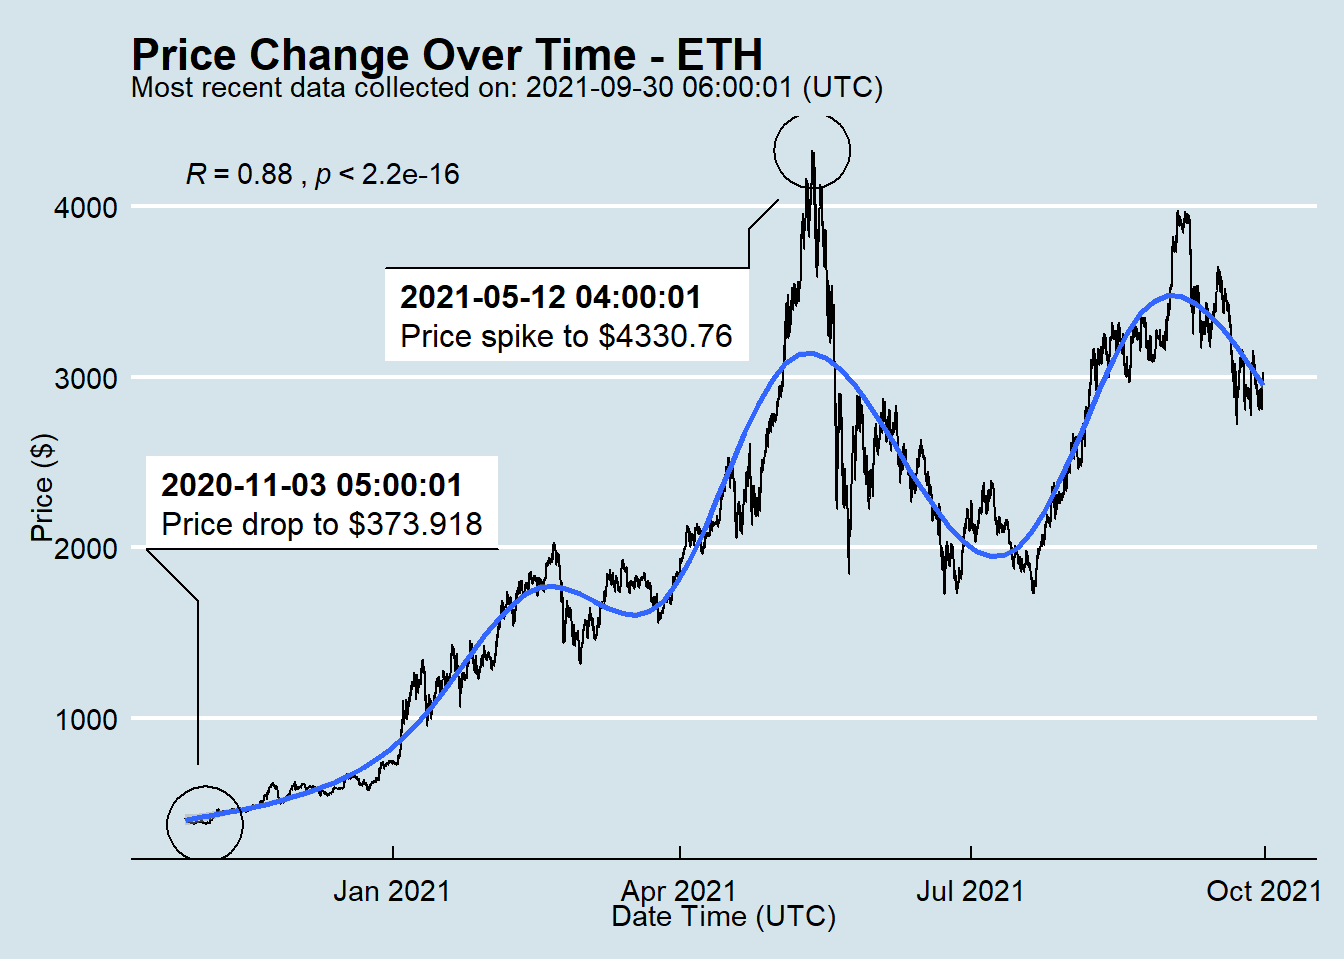 Price Change Over Time - ETH
Most recent data collected on: 2021-09-30 06:00:01 (UTC)
R = 0.88 , p < 2.2e-16
4000
2021-05-12 04:00:01
Price spike to $4330.76
3000
2020-11-03 05:00:01
Price drop to $373.918
2000
1000
Price ($)
Jan 2021
Apr 2021
Jul 2021
Oct 2021
Date Time (UTC)